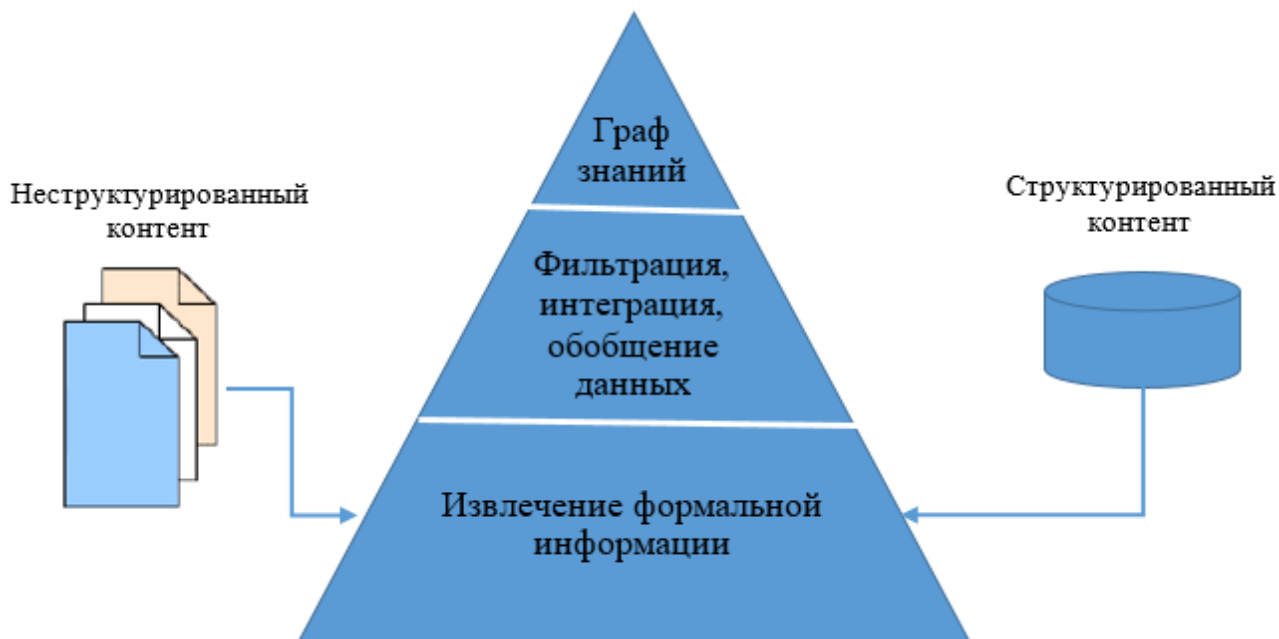 Граф
знаний
Неструктурированный
контент
Структурированный
контент
Фильтрация,
интеграция,
обобщение
данных
Извлечение формальной
информации